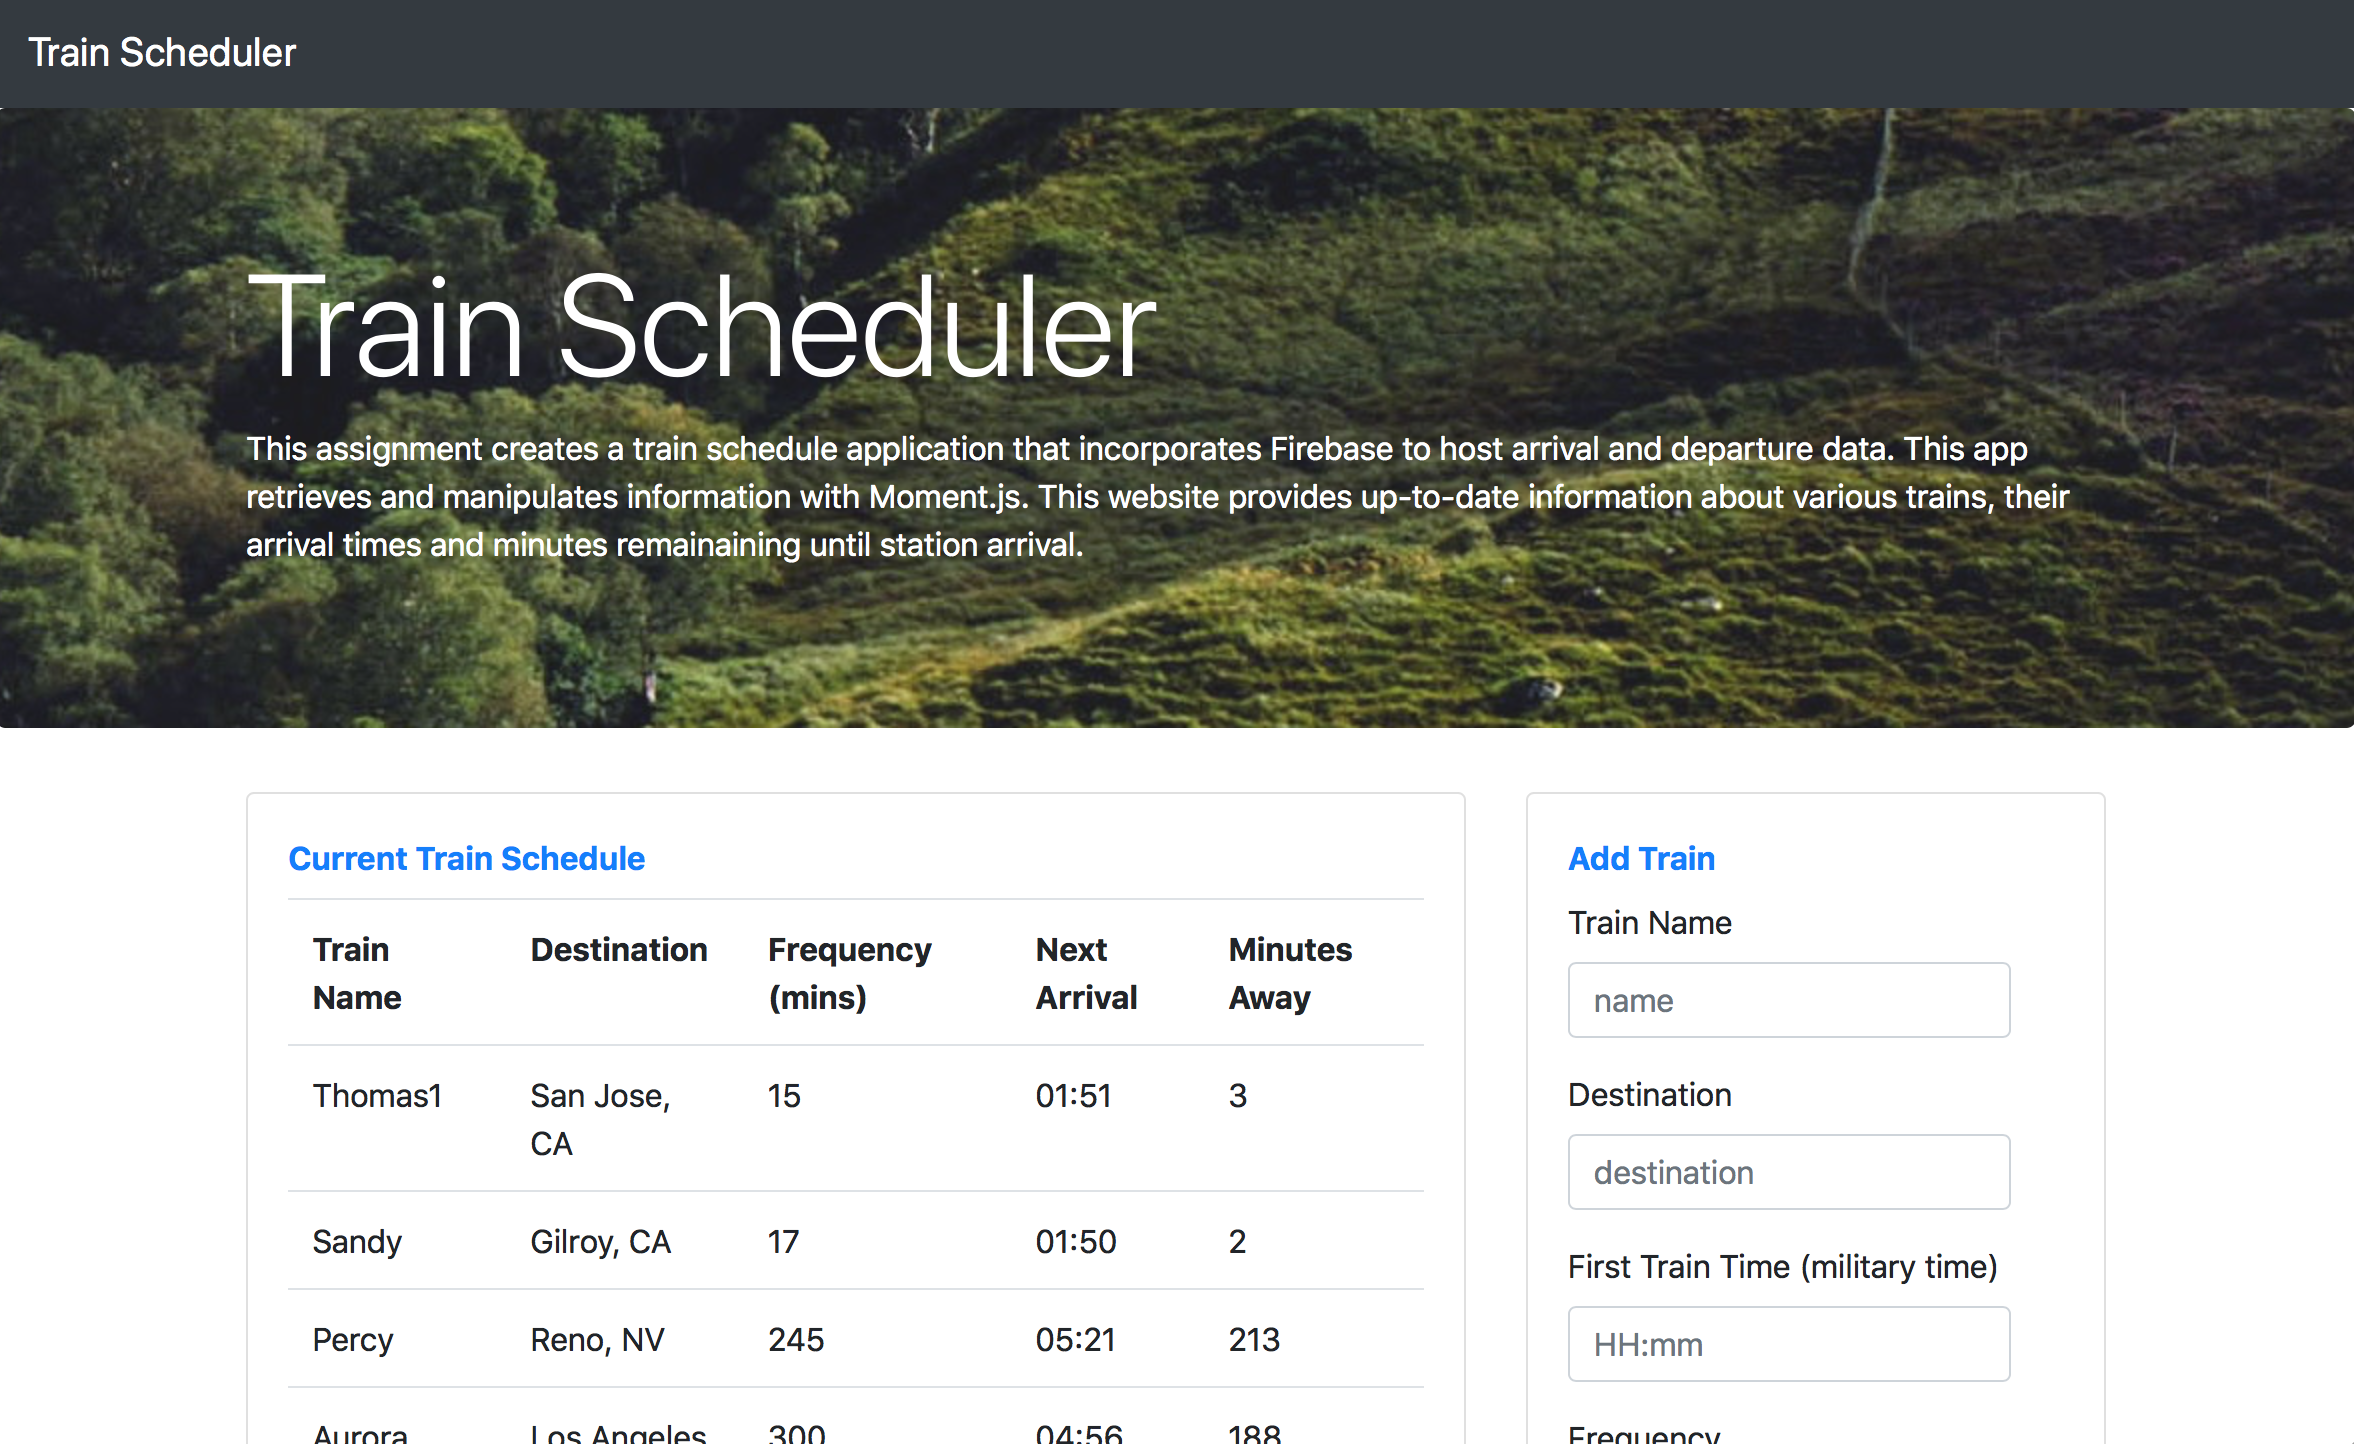 Train Scheduler
Train Scheduler
This assignment creates a train schedule application that incorporates Firebase to host arrival and departure data. This app
retrieves and manipulates information with Moment.js. This website provides up-to-date information about various trains, their
arrival times and minutes remainaining until station arrival.
Current Train Schedule
Train Name Destination Frequency (mins) Next Arrival Minutes Away
Thomas1 San Jose, CA 15 01:51 3
Sandy Gilroy, CA 17 01:50 2
Percy Reno, NV 245 05:21 213
Aurora Los Angeles 300 04:56 188
Add Train
Train Name
name
Destination
destination
First Train Time (military time)
HH:mm
Frequency